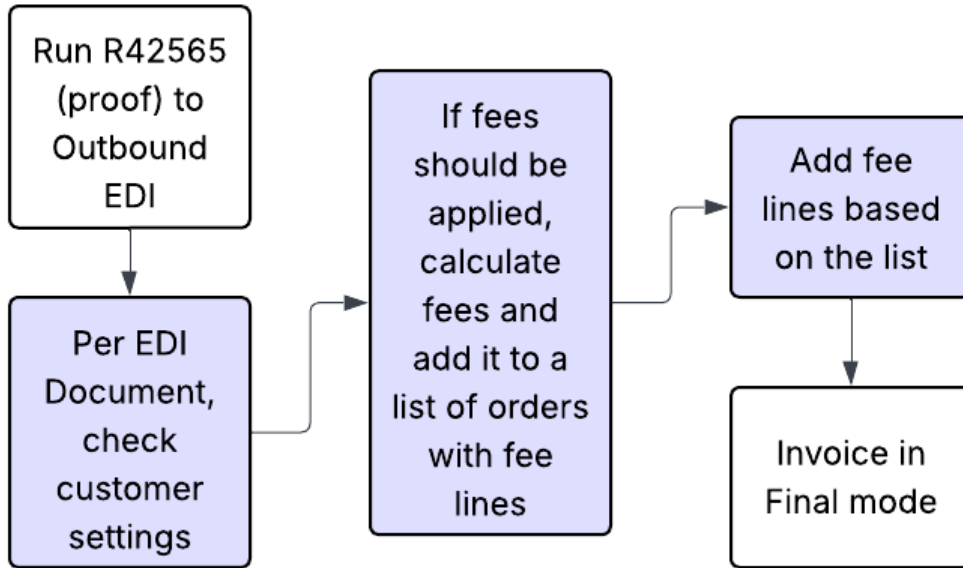 Run R42565
(proof) to
Outbound
EDI
Per EDI
Document,
check
customer
settings
If fees
should be
applied,
calculate
fees and
add it to a
list of orders
with fee
lines
Add fee
lines based
on the list
Invoice in
Final mode